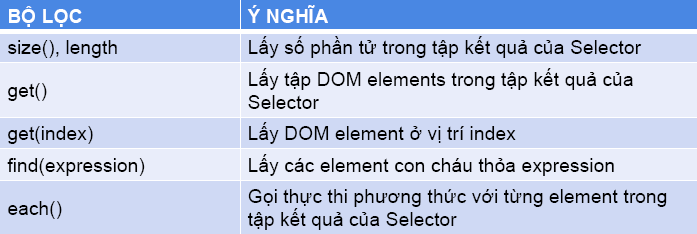 BỘ LỌC Ý NGHĨA
size(), length Lấy số phần tử trong tập kết quả của Selector
get() Lấy tập DOM elements trong tập kết quả của
Selector
get(index) Lấy DOM element ở vị trí index
find(expression) Lấy các element con cháu thỏa expression
each() Gọi thực thi phương thức với từng element trong
tập kết quả của Selector